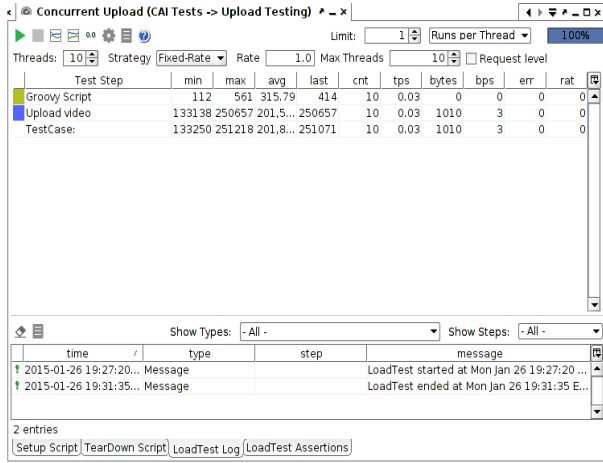 Concurrent Upload (CAI Tests -> Upload Testing)
0.0 Limit: 1 Runs per Thread 100%
Threads: 10 Strategy Fixed-Rate Rate 1.0 Max Threads 10 Request level
Test Step min max avg last cnt tps bytes bps err rat
Groovy Script 112 561 315.79 414 10 0.03 0 0 0 0
Upload video 133138 250657 201,5... 250657 10 0.03 1010 3 0 0
TestCase: 133250 251218 201,8... 251071 10 0.03 1010 3 0 0
Show Types: - All - Show Steps: - All -
time type step message
2015-01-26 19:27:20... Message LoadTest started at Mon Jan 26 19:27:20 ...
2015-01-26 19:31:35... Message LoadTest ended at Mon Jan 26 19:31:35 E...
2 entries
Setup Script TearDown Script LoadTest Log LoadTest Assertions